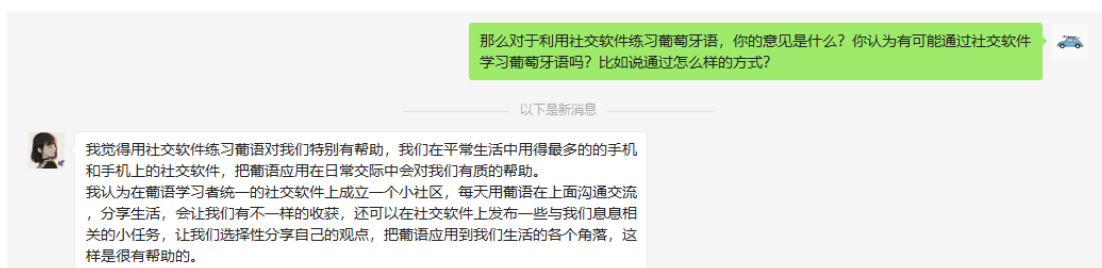 那么对于利用社交软件练习葡萄牙语，你的意见是什么？你认为有可能通过社交软件
学习葡萄牙语吗？比如说通过怎么样的方式？
以下是新消息
我觉得用社交软件练习葡语对我们特别有帮助，我们在平常生活中用得最多的的手机
和手机上的社交软件，把葡语应用在日常交际中会对我们有质的帮助。
我认为在葡语学习者统一的社交软件上成立一个小社区，每天用葡语在上面沟通交流
，分享生活，会让我们有不一样的收获，还可以在社交软件上发布一些与我们息息相
关的小任务，让我们选择性分享自己的观点，把葡语应用到我们生活的各个角落，这
样是很有帮助的。